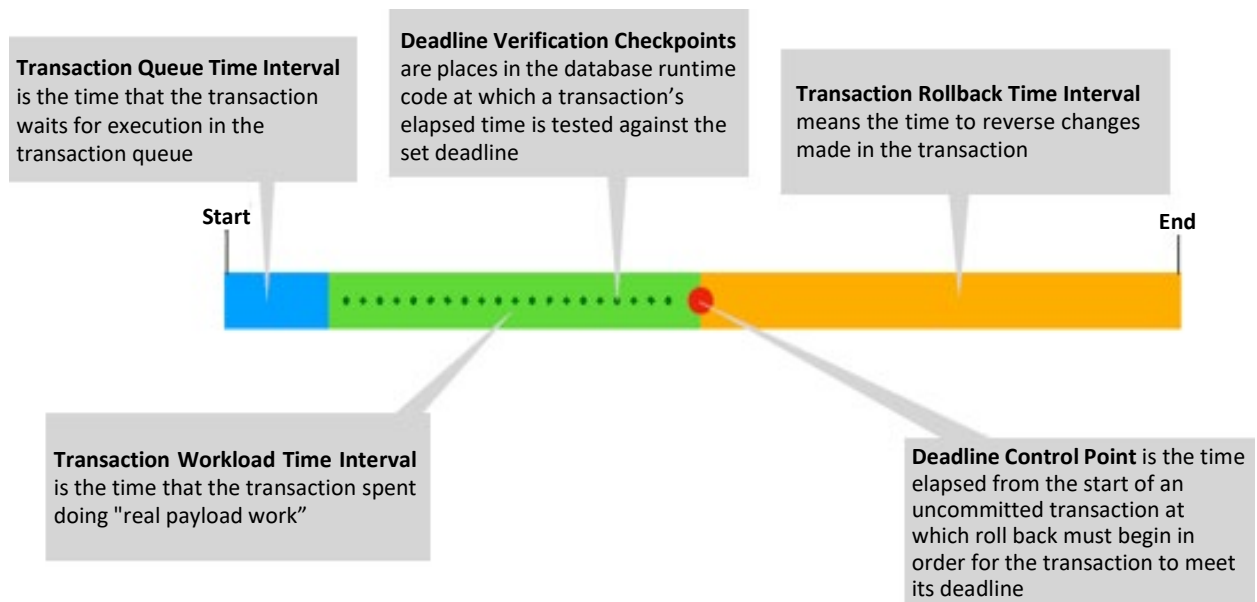 Transaction Queue Time Interval
is the time that the transaction
waits for execution in the
transaction queue
Deadline Verification Checkpoints
are places in the database runtime
code at which a transaction’s
elapsed time is tested against the
set deadline
Transaction Rollback Time Interval
means the time to reverse changes
made in the transaction
Start
End
Transaction Workload Time Interval
is the time that the transaction spent
doing "real payload work”
Deadline Control Point is the time
elapsed from the start of an
uncommitted transaction at
which roll back must begin in
order for the transaction to meet
its deadline